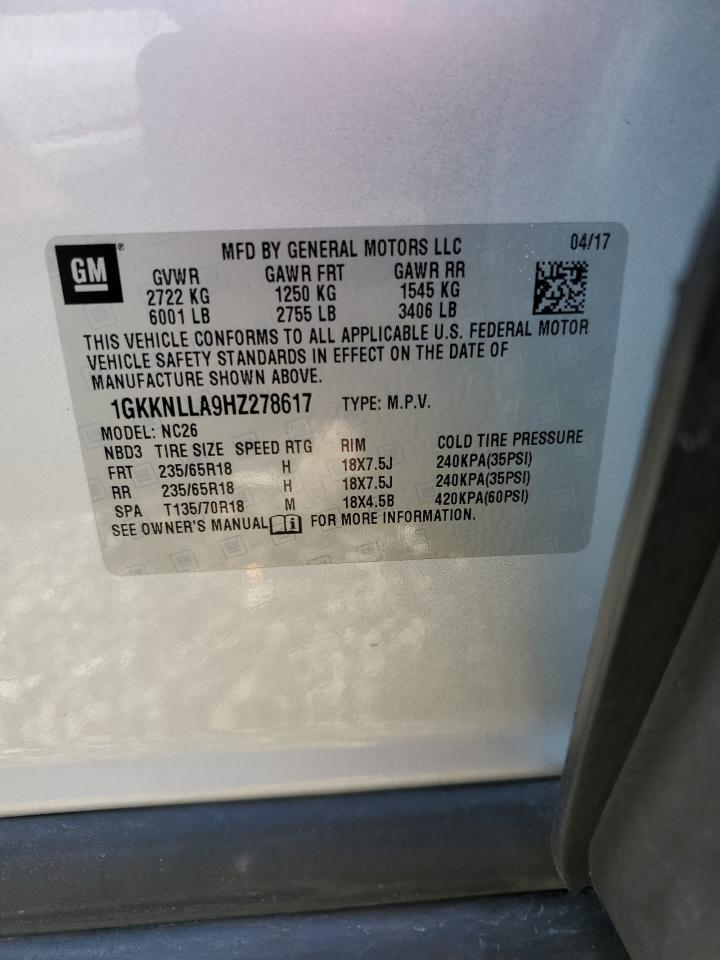 GM
MFD BY GENERAL MOTORS LLC 04/17
GVWR GAWR FRT GAWR RR
2722 KG 1250 KG 1545 KG
6001 LB 2755 LB 3406 LB
THIS VEHICLE CONFORMS TO ALL APPLICABLE U.S. FEDERAL MOTOR
VEHICLE SAFETY STANDARDS IN EFFECT ON THE DATE OF
MANUFACTURE SHOWN ABOVE.
1GKKNLLA9HZ278617 TYPE: M.P.V.
MODEL: NC26
NBD3 TIRE SIZE SPEED RTG RIM COLD TIRE PRESSURE
FRT 235/65R18 H 18X7.5J 240KPA(35PSI)
RR 235/65R18 H 18X7.5J 240KPA(35PSI)
SPA T135/70R18 M 18X4.5B 420KPA(60PSI)
SEE OWNER'S MANUAL FOR MORE INFORMATION.